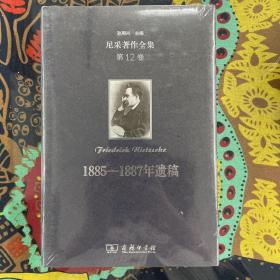 孙周兴 主编
尼采著作全集
第12卷
Friedrich Nietzsche
1885—1887年遗稿
商务印书馆